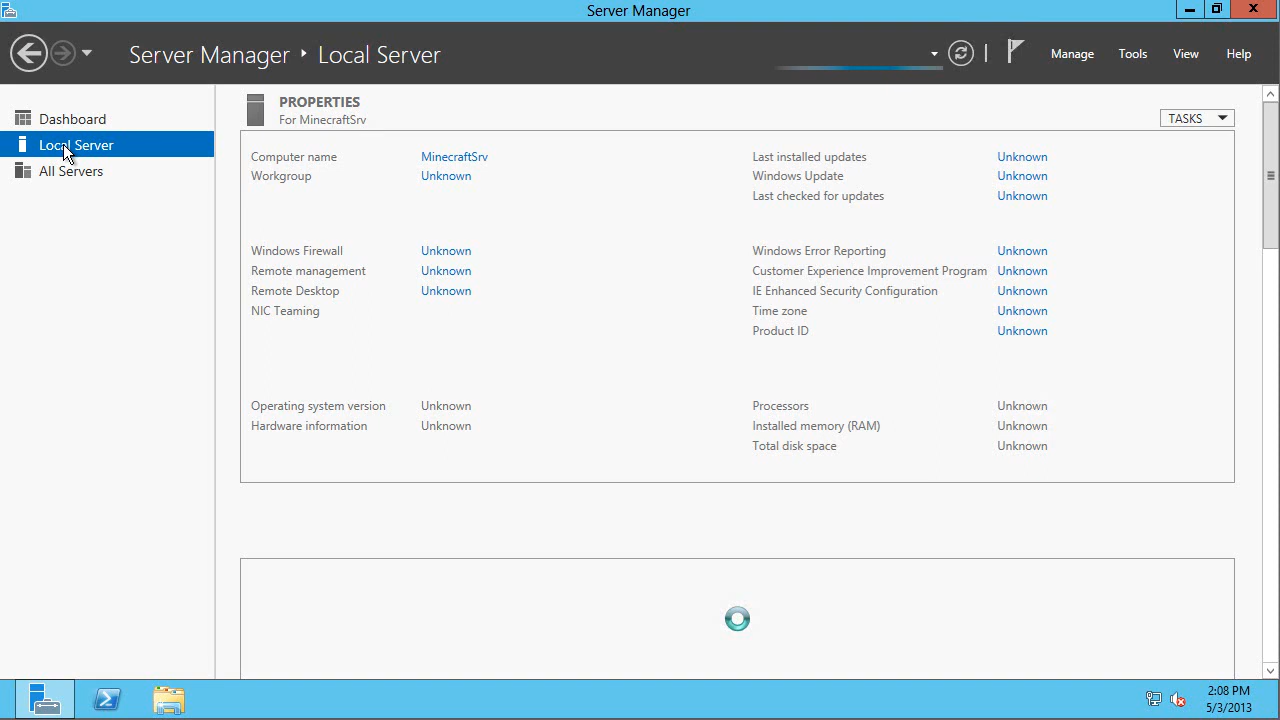 Server Manager
Server Manager ‣ Local Server
Manage Tools View Help
Dashboard
Local Server
All Servers
PROPERTIES
For MinecraftSrv
TASKS
Computer name MinecraftSrv
Workgroup Unknown
Last installed updates Unknown
Windows Update Unknown
Last checked for updates Unknown
Windows Firewall Unknown
Remote management Unknown
Remote Desktop Unknown
NIC Teaming
Windows Error Reporting Unknown
Customer Experience Improvement Program Unknown
IE Enhanced Security Configuration Unknown
Time zone Unknown
Product ID Unknown
Operating system version Unknown
Hardware information Unknown
Processors Unknown
Installed memory (RAM) Unknown
Total disk space Unknown
2:08 PM
5/3/2013